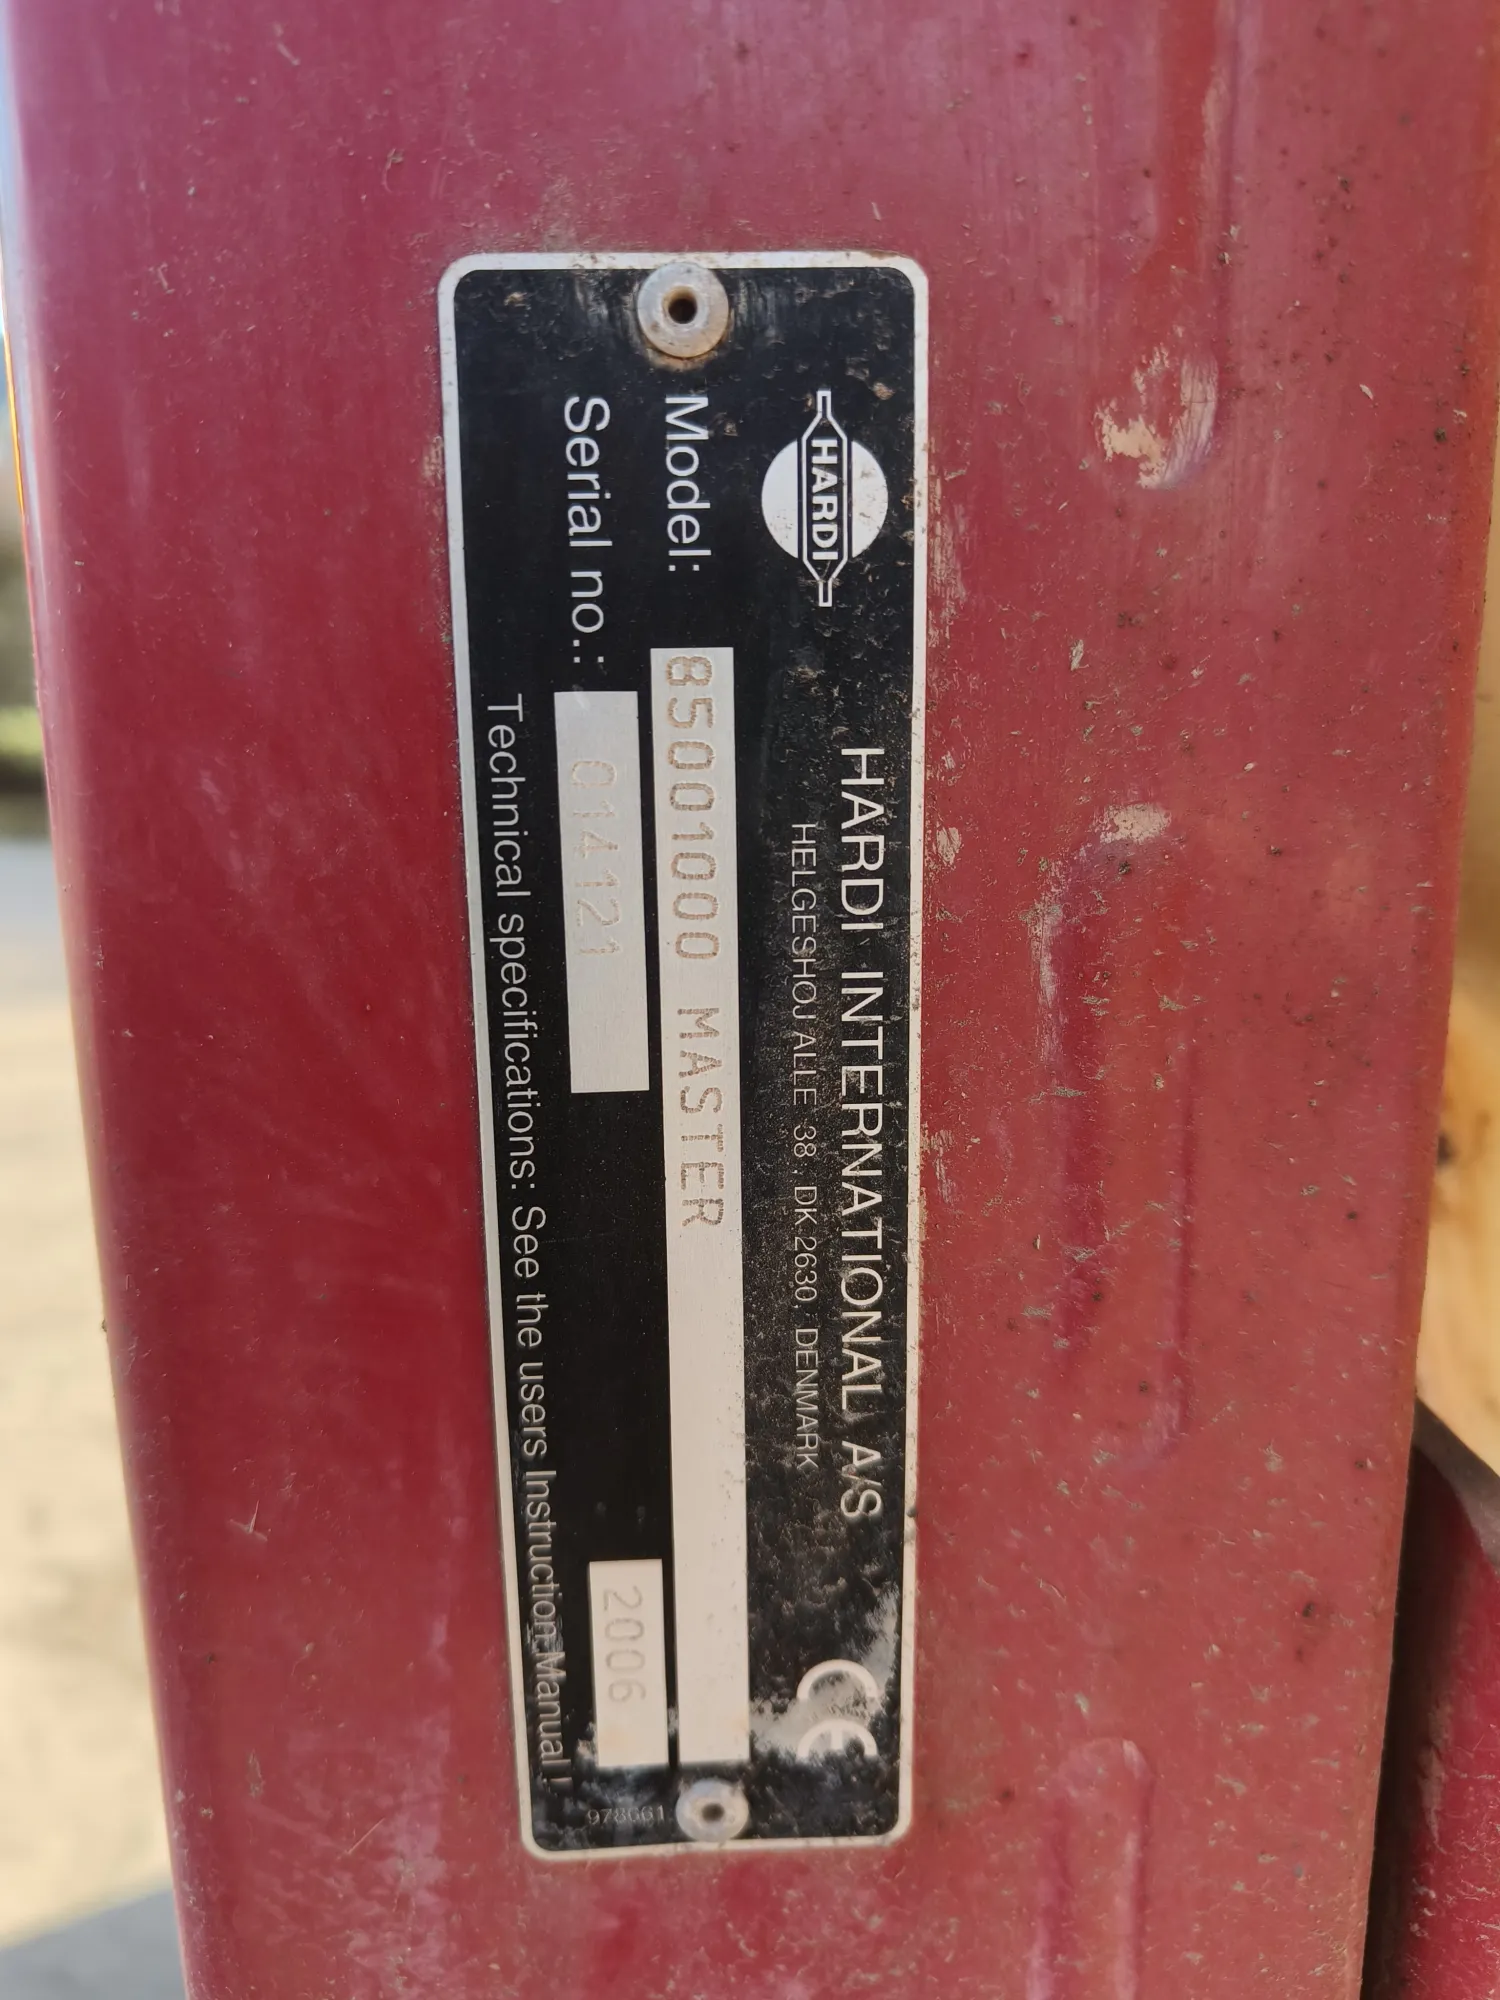 HARDI
HARDI INTERNATIONAL A/S
HELGESHOJ ALLE 38, DK 2630, DENMARK
CE
Model: 85001000 MASTER
Serial no.: 014121
2006
Technical specifications: See the users Instruction Manual!
978661